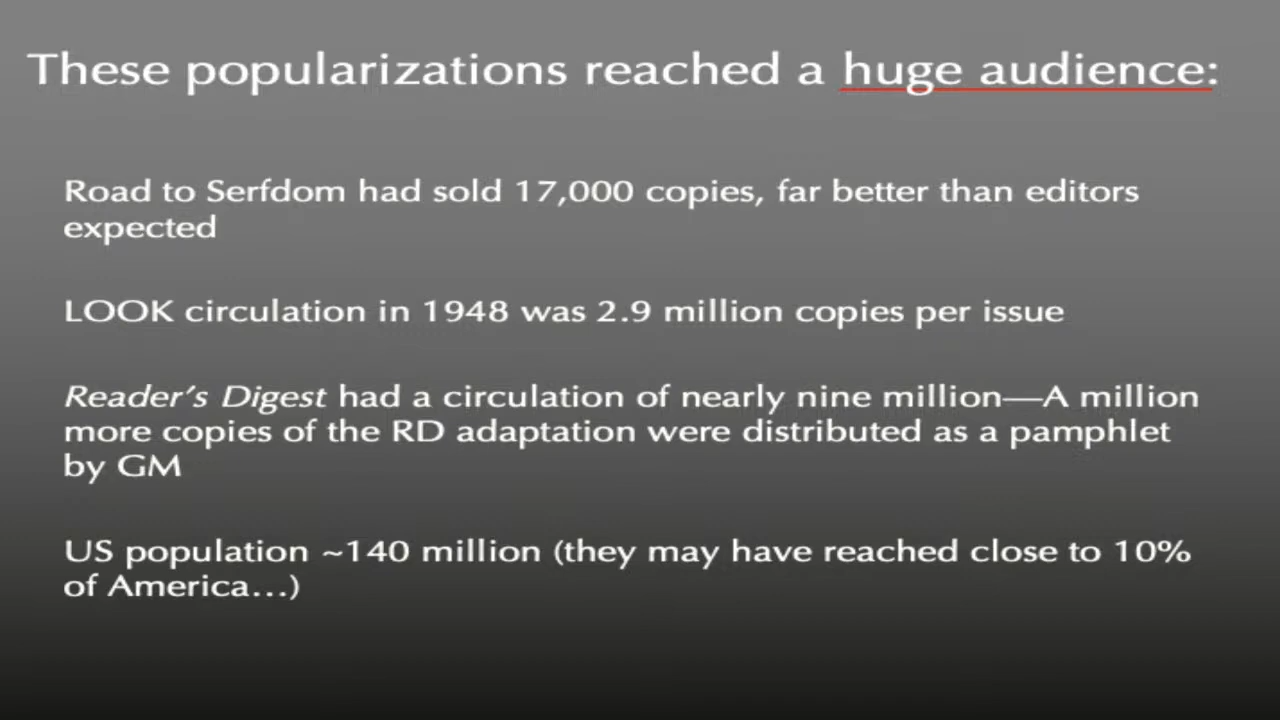 These popularizations reached a huge audience:
Road to Serfdom had sold 17,000 copies, far better than editors
expected
LOOK circulation in 1948 was 2.9 million copies per issue
Reader's Digest had a circulation of nearly nine million—A million
more copies of the RD adaptation were distributed as a pamphlet
by GM
US population ~140 million (they may have reached close to 10%
of America...)